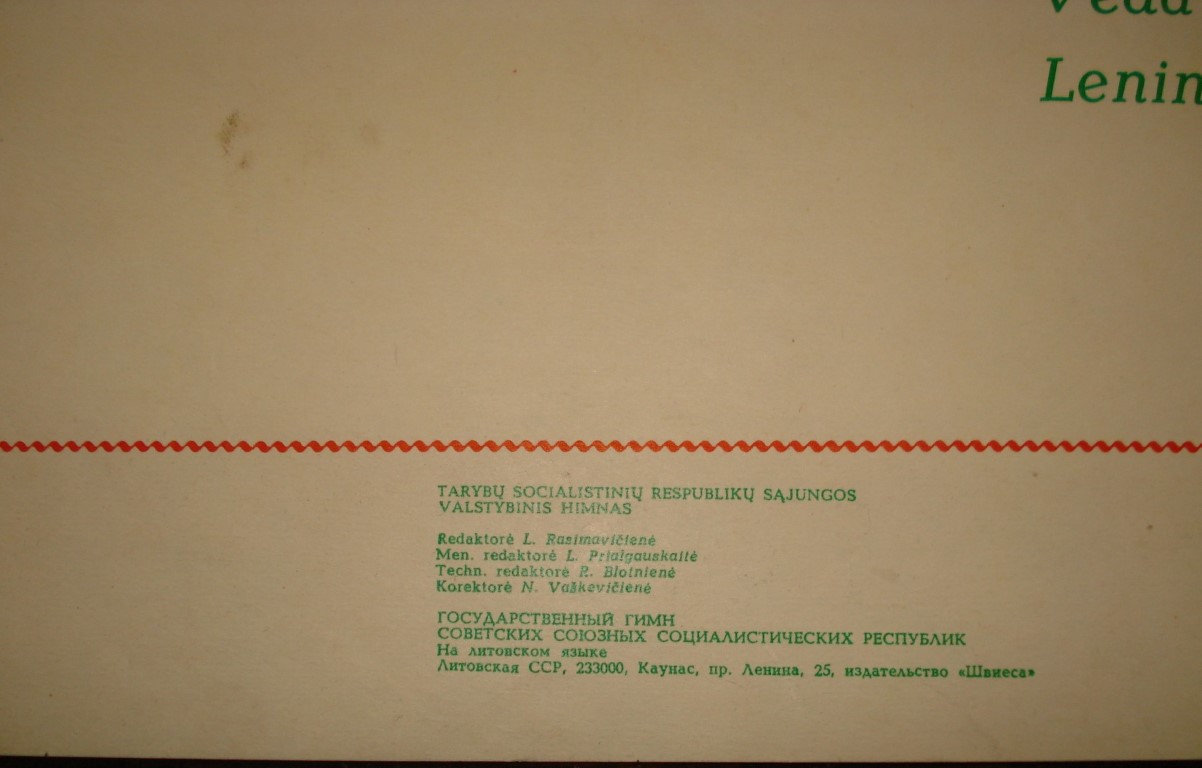 Lenin
TARYBŲ SOCIALISTINIŲ RESPUBLIKŲ SĄJUNGOS
VALSTYBINIS HIMNAS
Redaktorė L. Rasimavičienė
Men. redaktorė L. Prialgauskaitė
Techn. redaktorė R. Blotnienė
Korektorė N. Vaškevičienė
ГОСУДАРСТВЕННЫЙ ГИМН
СОВЕТСКИХ СОЮЗНЫХ СОЦИАЛИСТИЧЕСКИХ РЕСПУБЛИК
На литовском языке
Литовская ССР, 233000, Каунас, пр. Ленина, 25, издательство «Швиеса»